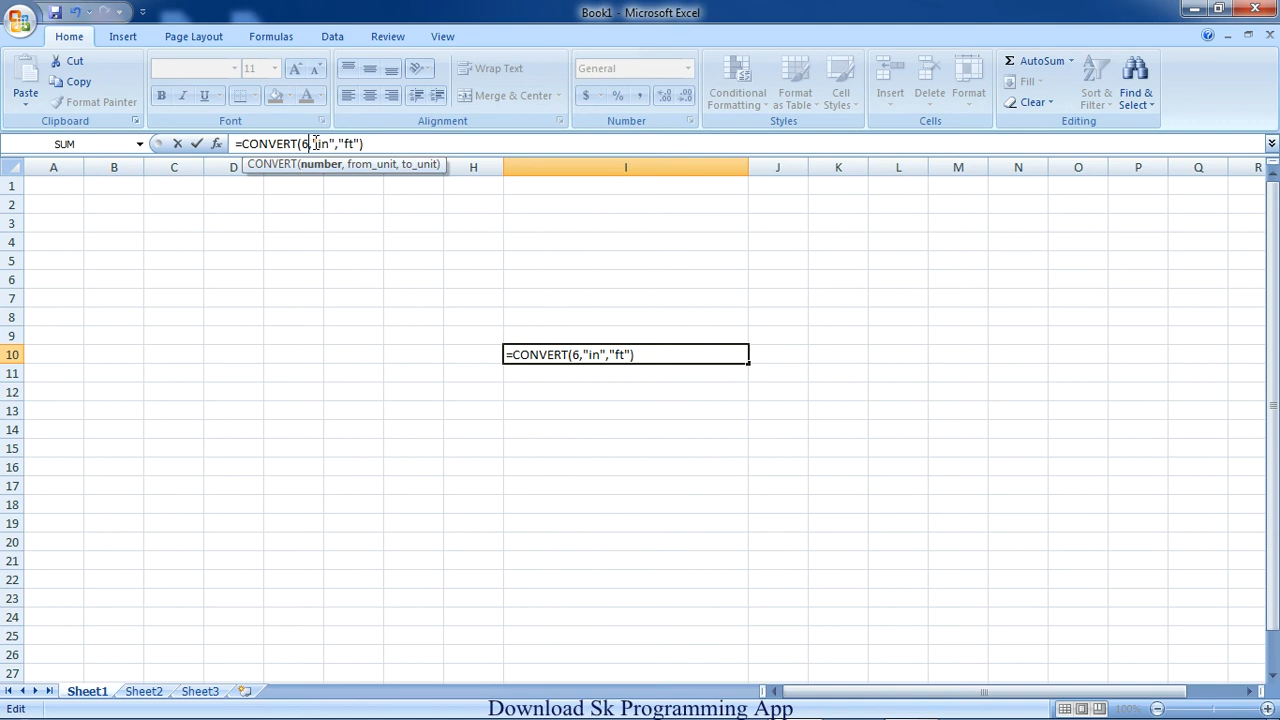 Book1 - Microsoft Excel
Home Insert Page Layout Formulas Data Review View
Paste
Cut
Copy
Format Painter
Clipboard
11
B I U A
Font
Wrap Text
Merge & Center
Alignment
General
$ % ,
Number
Conditional Formatting
Format as Table
Cell Styles
Styles
Insert Delete Format
Cells
Σ AutoSum
Fill
Clear
Sort & Filter
Find & Select
Editing
SUM fx =CONVERT(6,"in","ft")
CONVERT(number, from_unit, to_unit)
A B C D H I J K L M N O P Q R
1
2
3
4
5
6
7
8
9
10 =CONVERT(6,"in","ft")
11
12
13
14
15
16
17
18
19
20
21
22
23
24
25
26
27
Sheet1 Sheet2 Sheet3
Edit Download Sk Programming App 100%